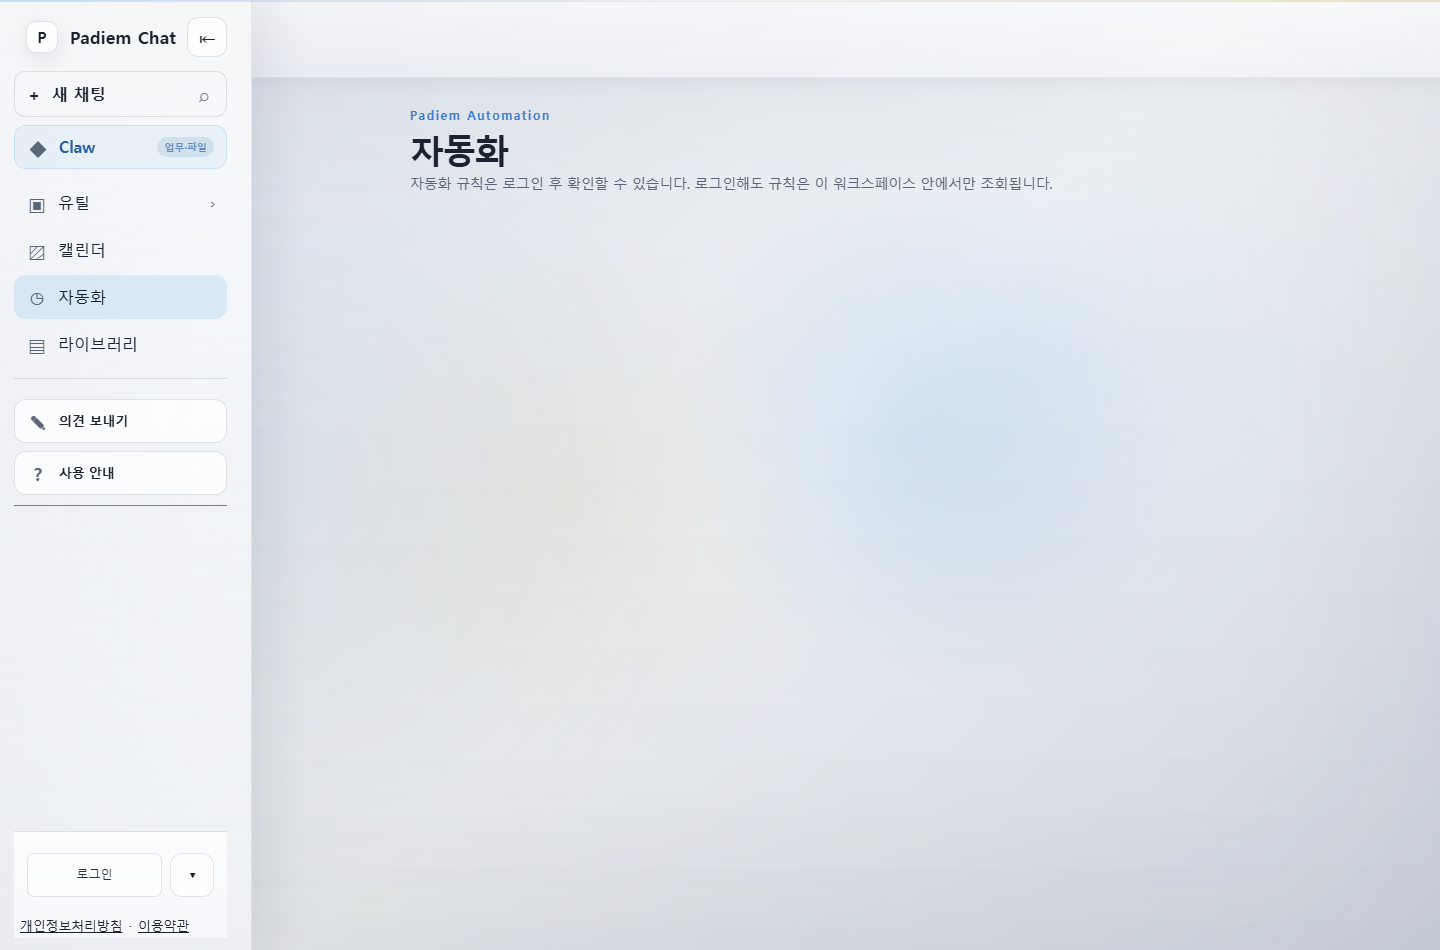 P Padiem Chat
+ 새 채팅
Claw 업무·파일
유틸
캘린더
자동화
라이브러리
의견 보내기
? 사용 안내
로그인
개인정보처리방침 · 이용약관
Padiem Automation
자동화
자동화 규칙은 로그인 후 확인할 수 있습니다. 로그인해도 규칙은 이 워크스페이스 안에서만 조회됩니다.